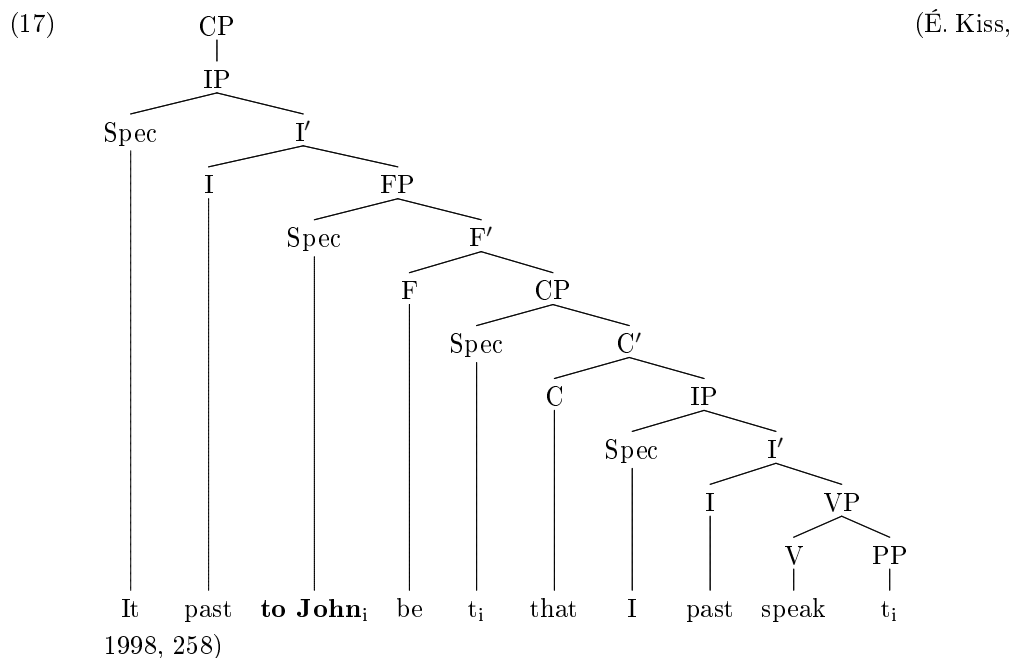 (17) CP (É. Kiss,
IP
Spec I′
I FP
Spec F′
F CP
Spec C′
C IP
Spec I′
I VP
V PP
It past to Johnᵢ be tᵢ that I past speak tᵢ
1998, 258)